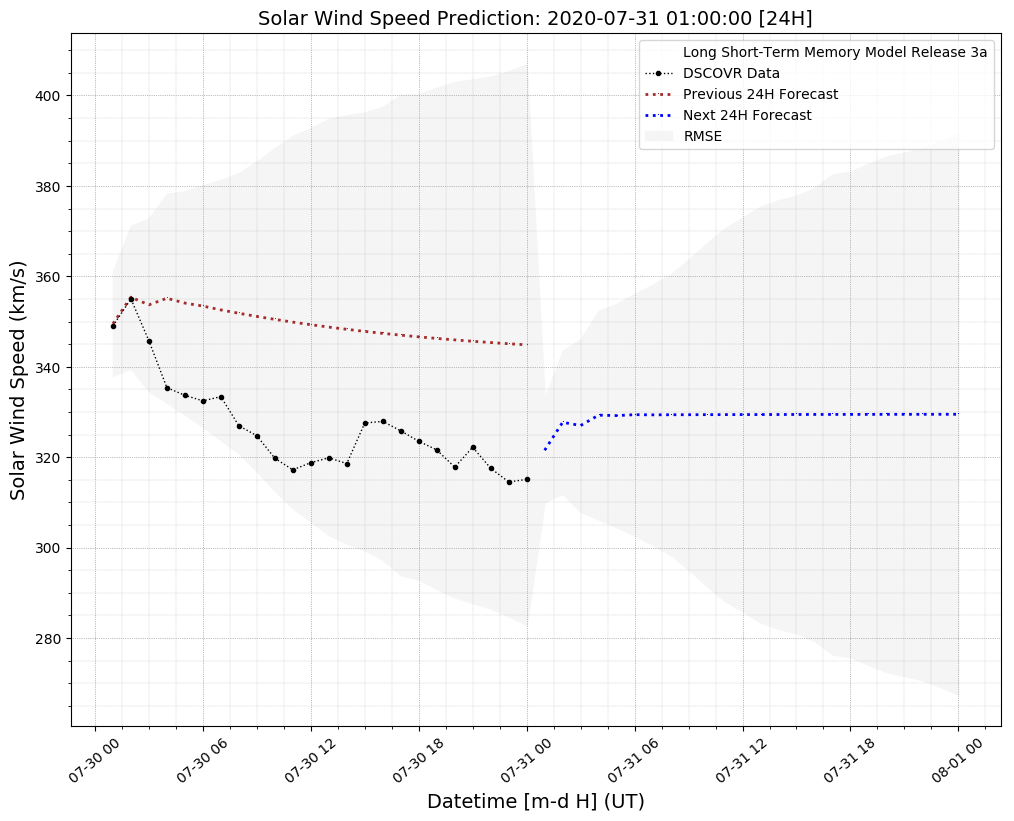 Solar Wind Speed Prediction: 2020-07-31 01:00:00 [24H]
Long Short-Term Memory Model Release 3a
DSCOVR Data
Previous 24H Forecast
Next 24H Forecast
RMSE
Solar Wind Speed (km/s)
400
380
360
340
320
300
280
07-30 00
07-30 06
07-30 12
07-30 18
07-31 00
07-31 06
07-31 12
07-31 18
08-01 00
Datetime [m-d H] (UT)